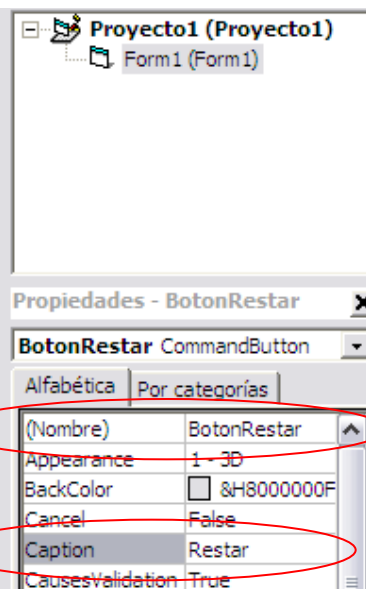 Proyecto1 (Proyecto1)
Form1 (Form1)
Propiedades - BotonRestar
BotonRestar CommandButton
Alfabética Por categorías
(Nombre) BotonRestar
Appearance 1 - 3D
BackColor &H8000000F
Cancel False
Caption Restar
CausesValidation True